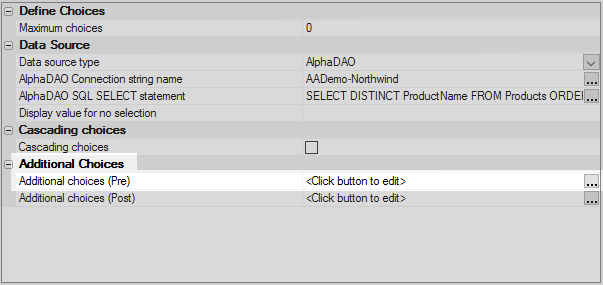 Define Choices
Maximum choices 0
Data Source
Data source type AlphaDAO
AlphaDAO Connection string name AADemo-Northwind ...
AlphaDAO SQL SELECT statement SELECT DISTINCT ProductName FROM Products ORDE ...
Display value for no selection
Cascading choices
Cascading choices
Additional Choices
Additional choices (Pre) <Click button to edit> ...
Additional choices (Post) <Click button to edit> ...